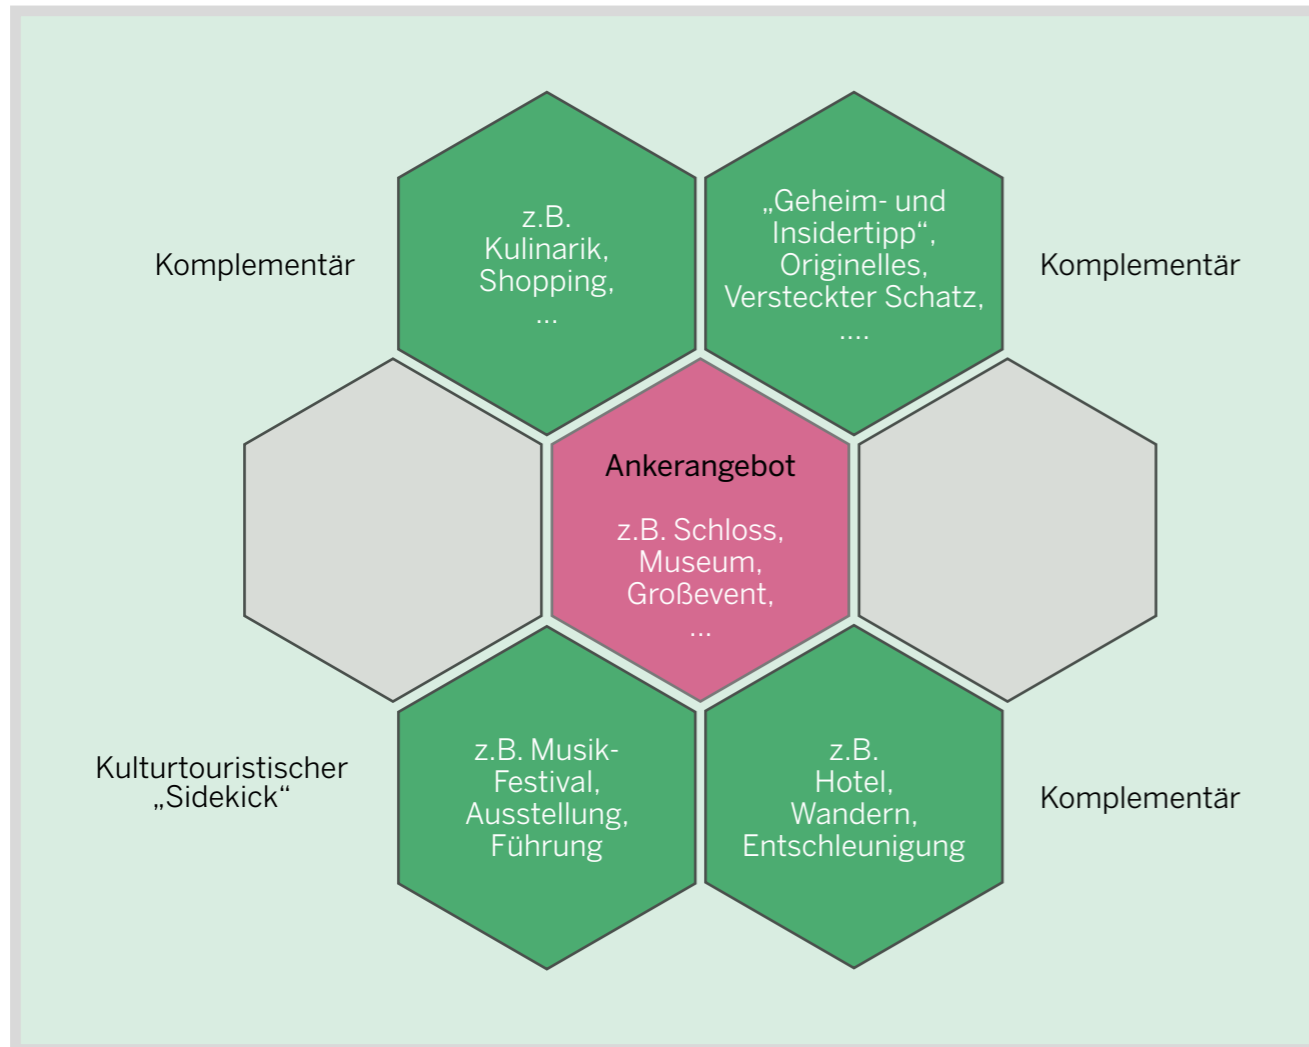 Komplementär
z.B.
Kulinarik,
Shopping,
...
„Geheim- und
Insidertipp“,
Originelles,
Versteckter Schatz,
....
Komplementär
Ankerangebot
z.B. Schloss,
Museum,
Großevent,
...
Kulturtouristischer
„Sidekick“
z.B. Musik-
Festival,
Ausstellung,
Führung
z.B.
Hotel,
Wandern,
Entschleunigung
Komplementär